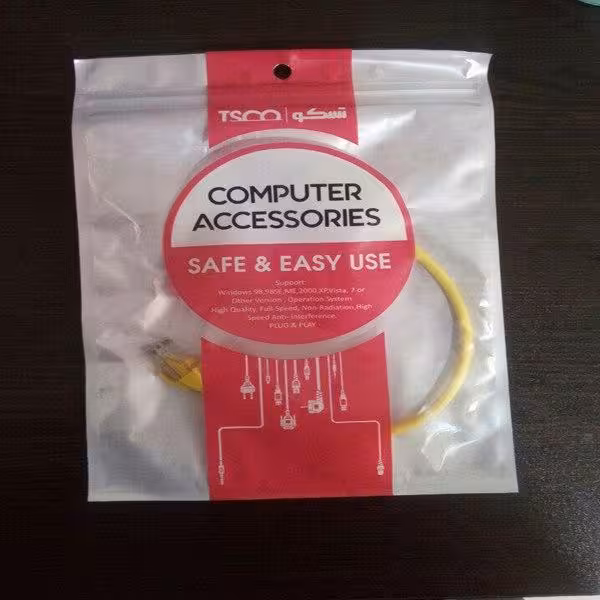 TSCO | تسکو
COMPUTER
ACCESSORIES
SAFE & EASY USE
Support:
Windows 98,98SE,ME,2000,XP,Vista, 7 or
Other Version , Operation System
High Quality, Full-Speed, Non-Radiation,High
Speed Anti-Interference.
PLUG & PLAY